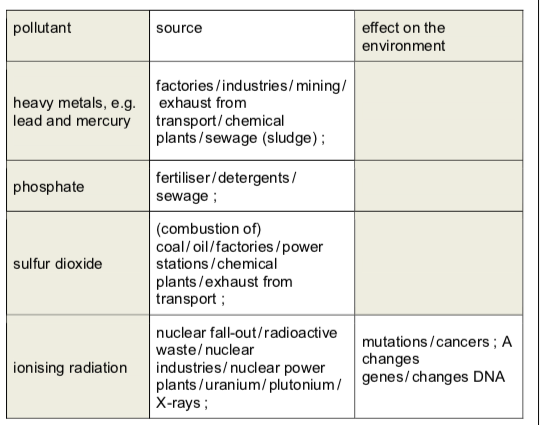 pollutant
source
effect on the
environment
heavy metals, e.g.
lead and mercury
factories/industries/mining/
exhaust from
transport/chemical
plants/sewage (sludge) ;
phosphate
fertiliser/detergents/
sewage ;
sulfur dioxide
(combustion of)
coal/oil/factories/power
stations/chemical
plants/exhaust from
transport ;
ionising radiation
nuclear fall-out/radioactive
waste/nuclear
industries/nuclear power
plants/uranium/plutonium/
X-rays ;
mutations/cancers ; A
changes
genes/changes DNA